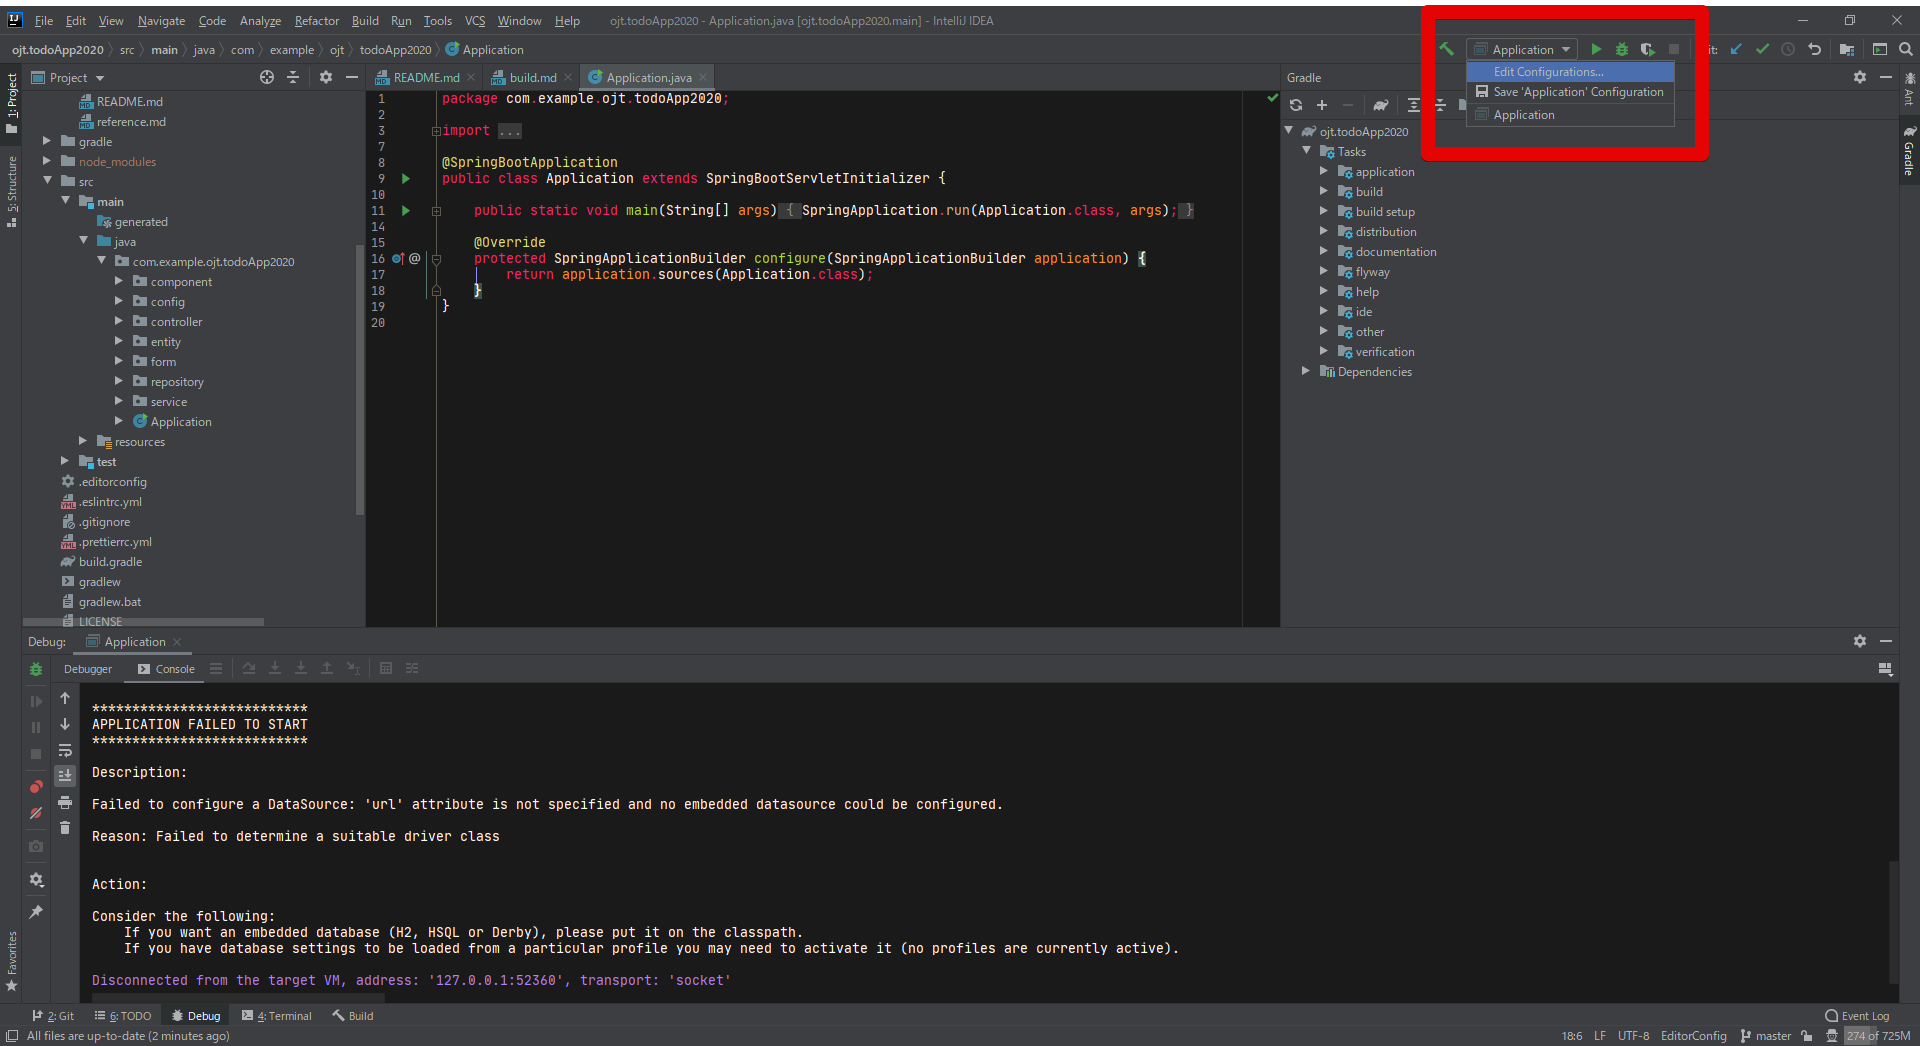 File Edit View Navigate Code Analyze Refactor Build Run Tools VCS Window Help ojt.todoApp2020 - Application.java [ojt.todoApp2020.main] - IntelliJ IDEA
ojt.todoApp2020 src main java com example ojt todoApp2020 Application
Application
Edit Configurations...
Save 'Application' Configuration
Application
1: Project
5: Structure
Favorites
Project
README.md
reference.md
gradle
node_modules
src
main
generated
java
com.example.ojt.todoApp2020
component
config
controller
entity
form
repository
service
Application
resources
test
.editorconfig
.eslintrc.yml
.gitignore
.prettierrc.yml
build.gradle
gradlew
gradlew.bat
LICENSE
README.md build.md Application.java
1 package com.example.ojt.todoApp2020;
2
3 import ...
7
8 @SpringBootApplication
9 public class Application extends SpringBootServletInitializer {
10
11 public static void main(String[] args) { SpringApplication.run(Application.class, args); }
14
15 @Override
16 @ protected SpringApplicationBuilder configure(SpringApplicationBuilder application) {
17 return application.sources(Application.class);
18 }
19 }
20
Gradle
ojt.todoApp2020
Tasks
application
build
build setup
distribution
documentation
flyway
help
ide
other
verification
Dependencies
Ant
Gradle
Debug: Application
Debugger Console
***************************
APPLICATION FAILED TO START
***************************
Description:
Failed to configure a DataSource: 'url' attribute is not specified and no embedded datasource could be configured.
Reason: Failed to determine a suitable driver class
Action:
Consider the following:
If you want an embedded database (H2, HSQL or Derby), please put it on the classpath.
If you have database settings to be loaded from a particular profile you may need to activate it (no profiles are currently active).
Disconnected from the target VM, address: '127.0.0.1:52360', transport: 'socket'
2: Git 6: TODO Debug 4: Terminal Build Event Log
All files are up-to-date (2 minutes ago) 18:6 LF UTF-8 EditorConfig master 274 of 725M